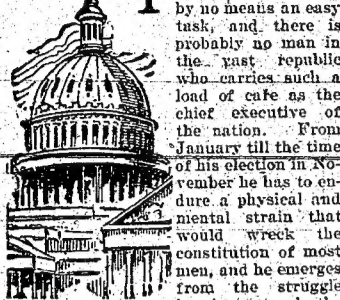 by no means an easy
task, and there is
probably no man in
the vast republic
who carries such a
load of care as the
chief executive of
the nation. From
January till the time
of his election in No-
vember he has to en-
dure a physical and
mental strain that
would wreck the
constitution of most
men, and he emerges
from the struggle